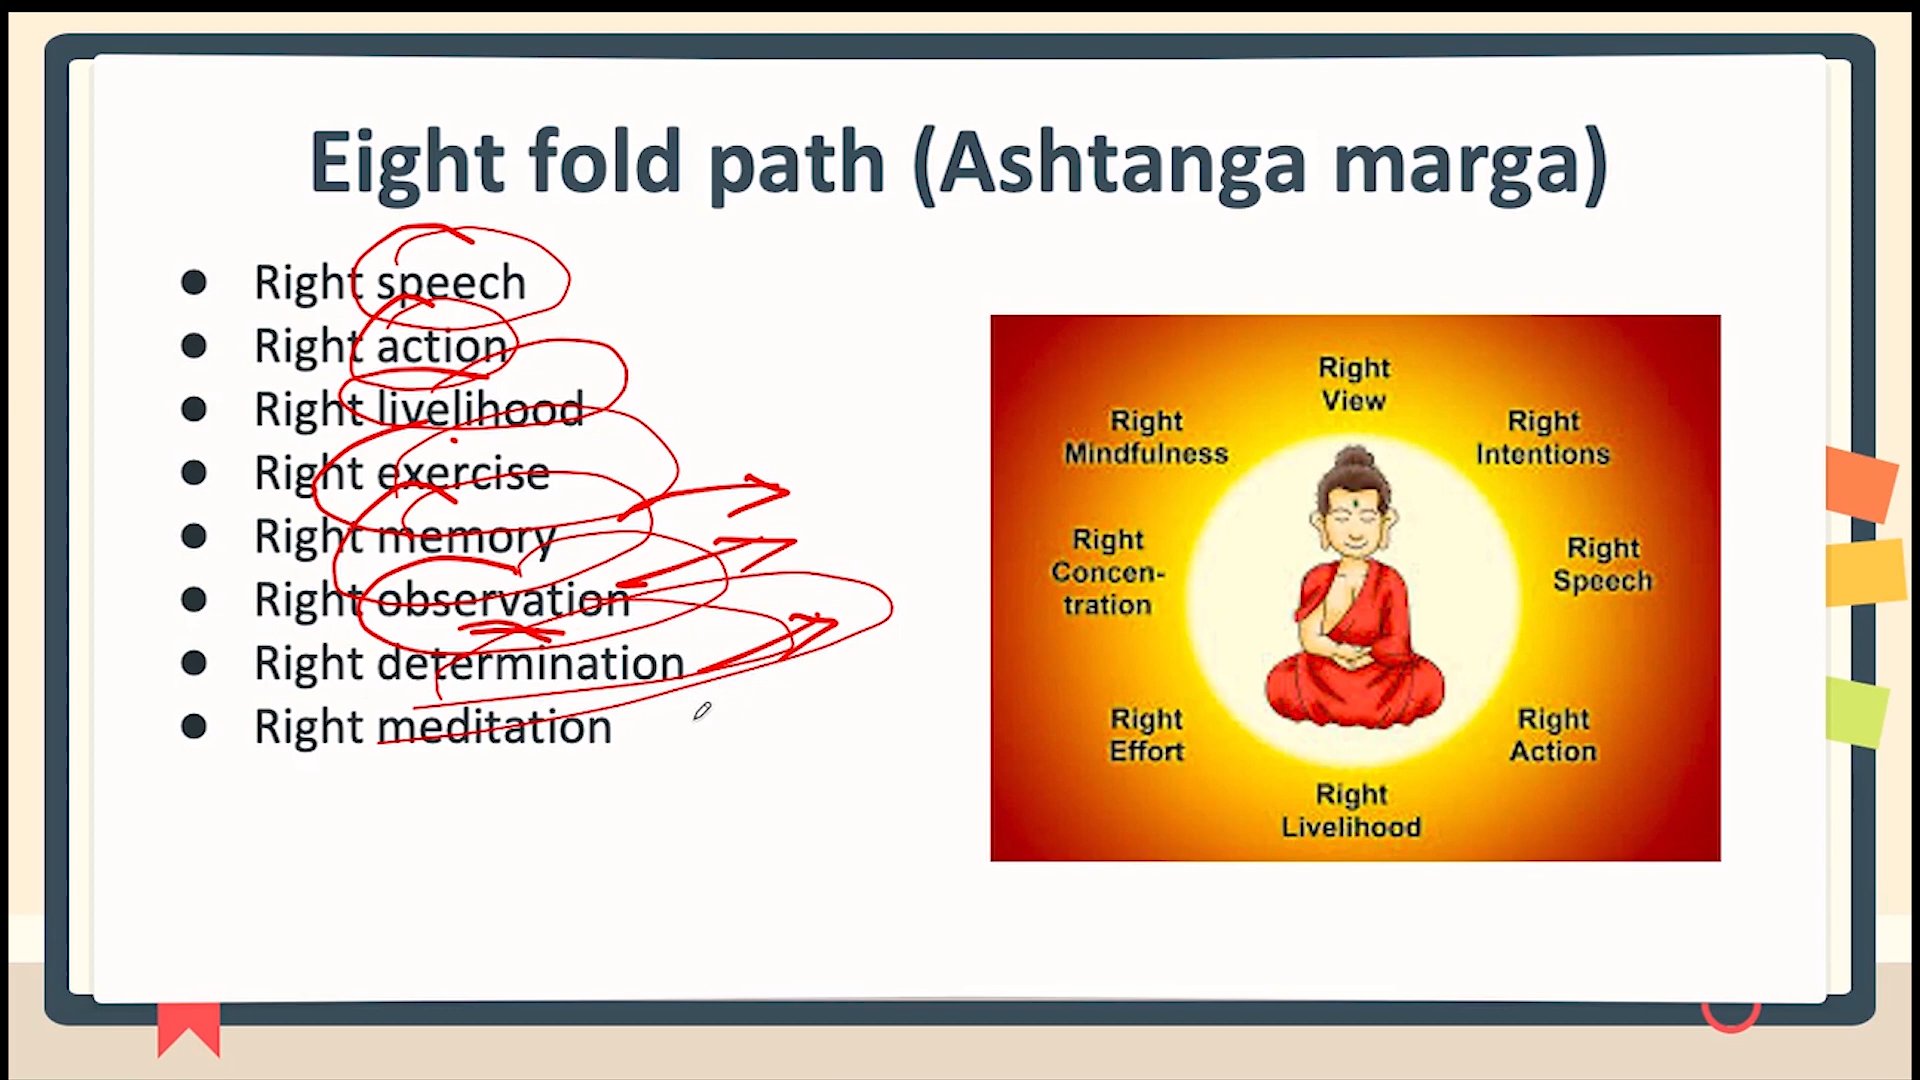 Eight fold path (Ashtanga marga)
● Right speech
● Right action
● Right livelihood
● Right exercise
● Right memory
● Right observation
● Right determination
● Right meditation
Right
View
Right
Intentions
Right
Speech
Right
Action
Right
Livelihood
Right
Effort
Right
Concen-
tration
Right
Mindfulness